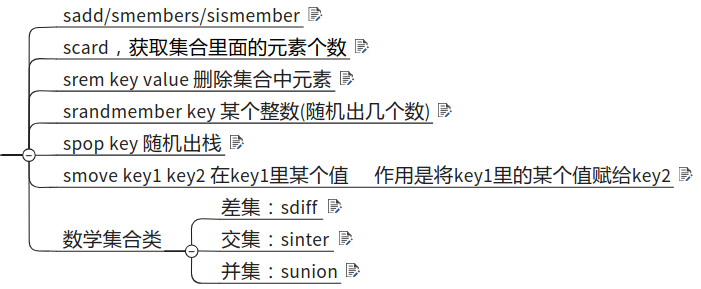 sadd/smembers/sismember
scard，获取集合里面的元素个数
srem key value 删除集合中元素
srandmember key 某个整数(随机出几个数)
spop key 随机出栈
smove key1 key2 在key1里某个值 作用是将key1里的某个值赋给key2
数学集合类
差集：sdiff
交集：sinter
并集：sunion